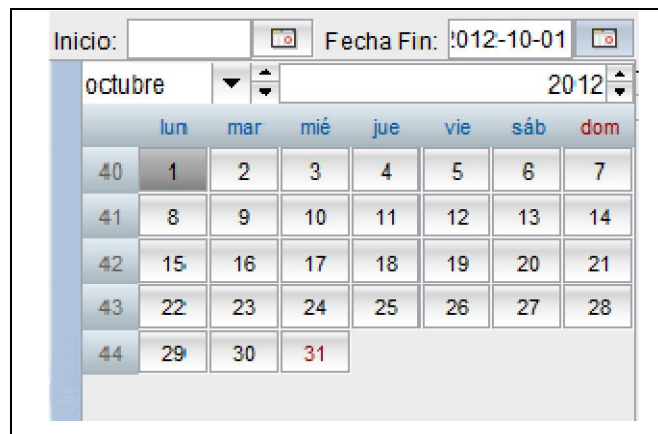 Inicio: Fecha Fin: 2012-10-01
octubre 2012
lun mar mié jue vie sáb dom
40 1 2 3 4 5 6 7
41 8 9 10 11 12 13 14
42 15 16 17 18 19 20 21
43 22 23 24 25 26 27 28
44 29 30 31